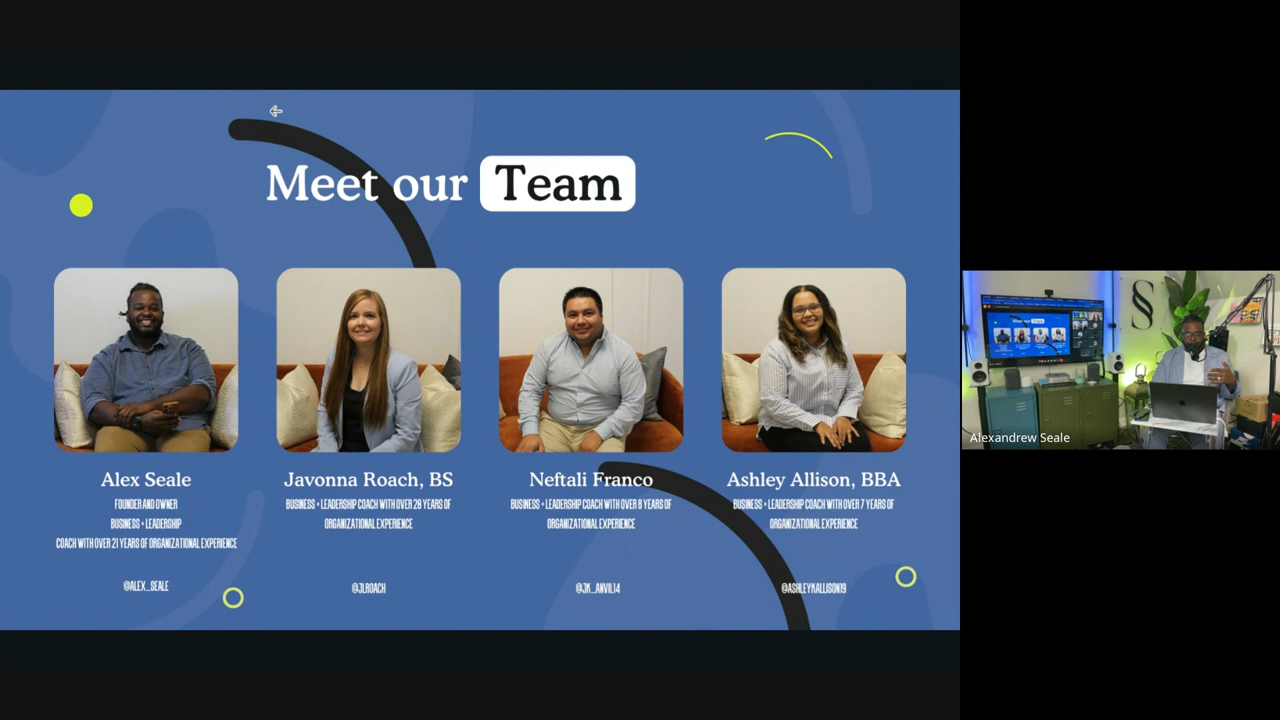 Meet our Team
Alex Seale
FOUNDER AND OWNER
BUSINESS + LEADERSHIP
COACH WITH OVER 21 YEARS OF ORGANIZATIONAL EXPERIENCE
@ALEX_SEALE
Javonna Roach, BS
BUSINESS + LEADERSHIP COACH WITH OVER 20 YEARS OF
ORGANIZATIONAL EXPERIENCE
@JLROACH
Neftali Franco
BUSINESS + LEADERSHIP COACH WITH OVER 8 YEARS OF
ORGANIZATIONAL EXPERIENCE
@JK_ANVIL14
Ashley Allison, BBA
BUSINESS + LEADERSHIP COACH WITH OVER 7 YEARS OF
ORGANIZATIONAL EXPERIENCE
@ASHLEYKALLISON19
Meet our Team
Alexandrew Seale